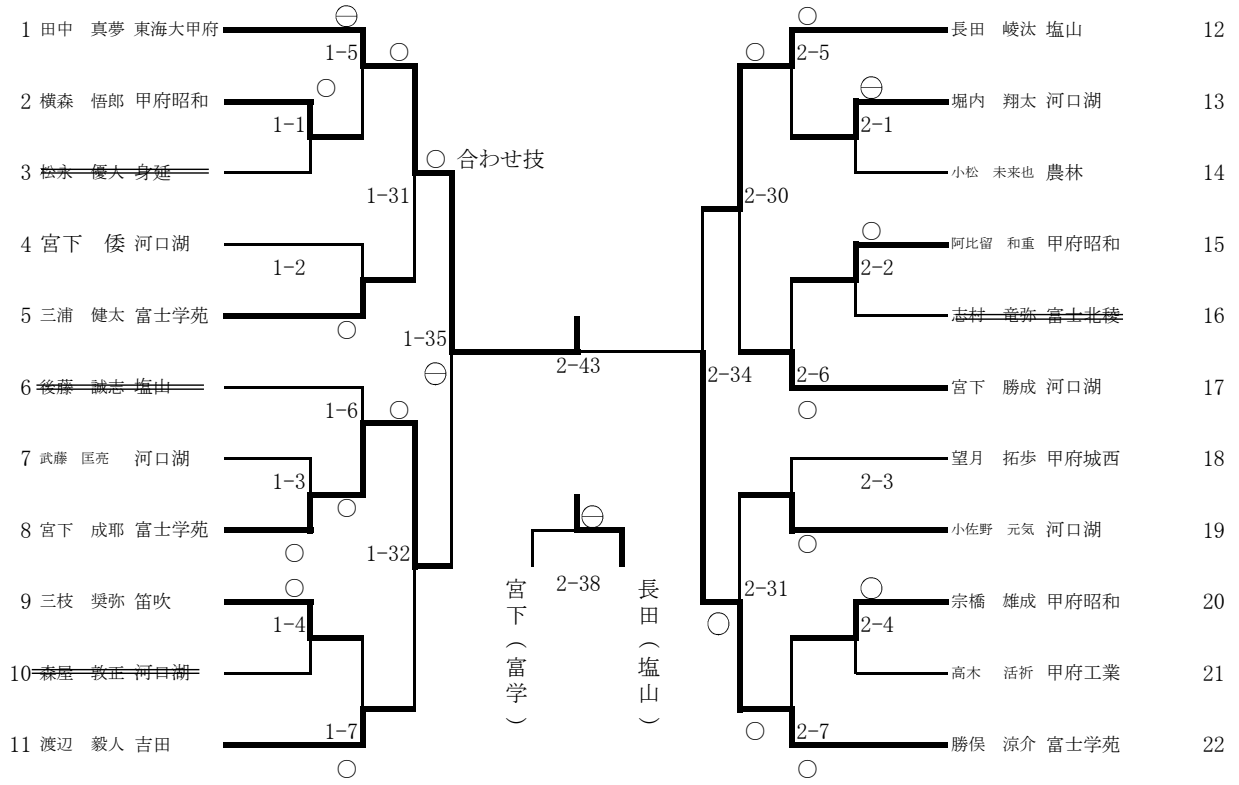 1 田中 真夢 東海大甲府
1-5
2 横森 悟郎 甲府昭和
1-1
3 松永 優人 身延
合わせ技
1-31
4 宮下 倭 河口湖
1-2
5 三浦 健太 富士学苑
1-35
6 後藤 誠志 塩山
1-6
7 武藤 匡亮 河口湖
1-3
8 宮下 成耶 富士学苑
1-32
9 三枝 奨弥 笛吹
1-4
10 森屋 敦正 河口湖
1-7
11 渡辺 毅人 吉田
2-43
2-38
宮下(富学)
長田(塩山)
長田 崚汰 塩山 12
2-5
堀内 翔太 河口湖 13
2-1
小松 未来也 農林 14
2-30
阿比留 和重 甲府昭和 15
2-2
志村 竜弥 富士北稜 16
2-34
2-6
宮下 勝成 河口湖 17
望月 拓歩 甲府城西 18
2-3
小佐野 元気 河口湖 19
2-31
宗橋 雄成 甲府昭和 20
2-4
高木 活祈 甲府工業 21
2-7
勝俣 涼介 富士学苑 22